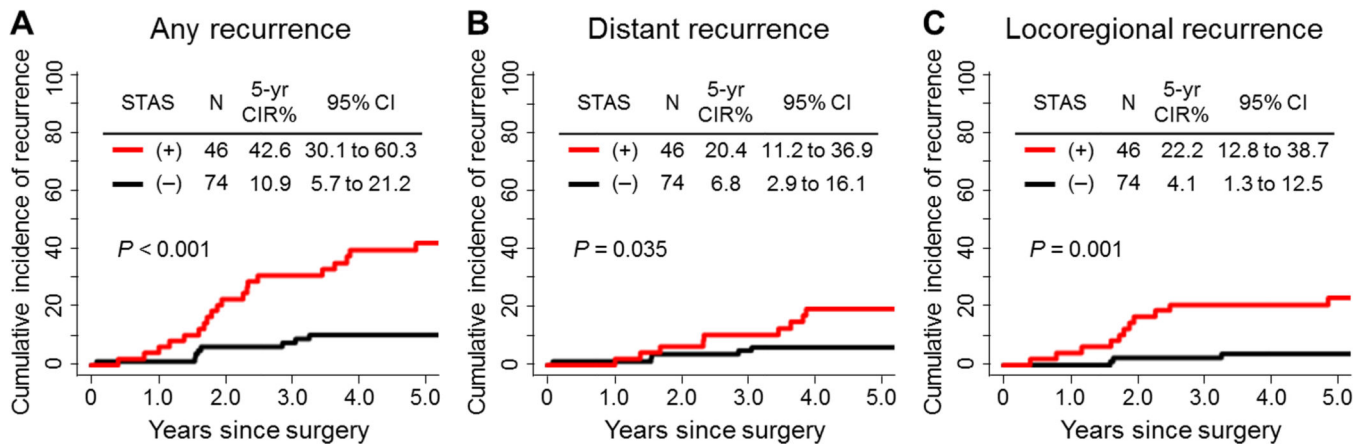 A Any recurrence
Cumulative incidence of recurrence
100
80
60
40
20
0
STAS N 5-yr CIR% 95% CI
(+) 46 42.6 30.1 to 60.3
(–) 74 10.9 5.7 to 21.2
P < 0.001
0 1.0 2.0 3.0 4.0 5.0
Years since surgery
B Distant recurrence
Cumulative incidence of recurrence
100
80
60
40
20
0
STAS N 5-yr CIR% 95% CI
(+) 46 20.4 11.2 to 36.9
(–) 74 6.8 2.9 to 16.1
P = 0.035
0 1.0 2.0 3.0 4.0 5.0
Years since surgery
C Locoregional recurrence
Cumulative incidence of recurrence
100
80
60
40
20
0
STAS N 5-yr CIR% 95% CI
(+) 46 22.2 12.8 to 38.7
(–) 74 4.1 1.3 to 12.5
P = 0.001
0 1.0 2.0 3.0 4.0 5.0
Years since surgery